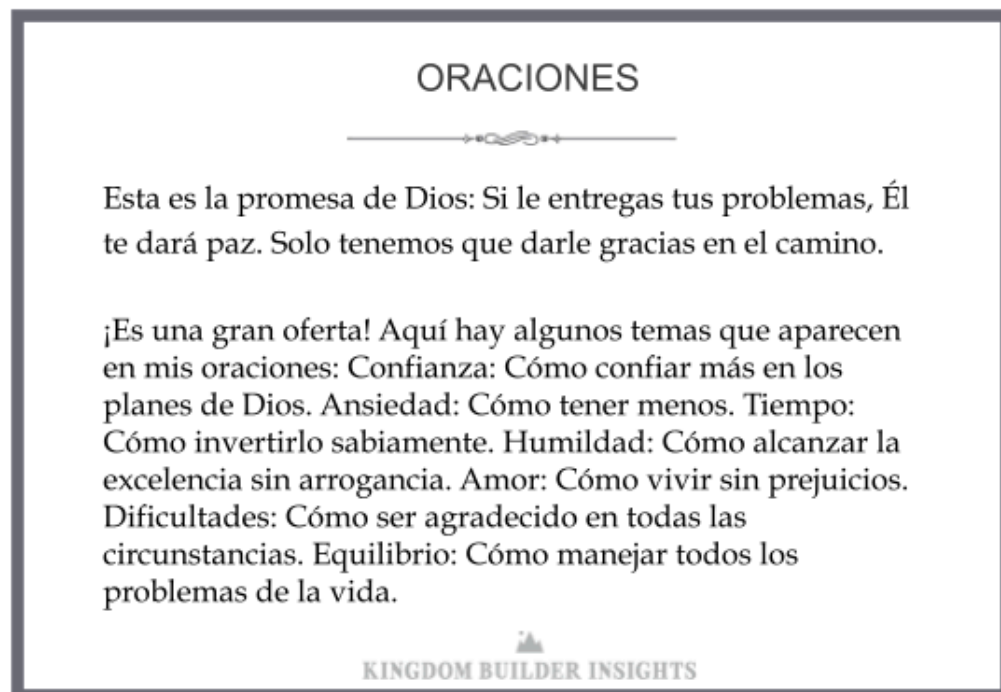 ORACIONES
Esta es la promesa de Dios: Si le entregas tus problemas, Él
te dará paz. Solo tenemos que darle gracias en el camino.
¡Es una gran oferta! Aquí hay algunos temas que aparecen
en mis oraciones: Confianza: Cómo confiar más en los
planes de Dios. Ansiedad: Cómo tener menos. Tiempo:
Cómo invertirlo sabiamente. Humildad: Cómo alcanzar la
excelencia sin arrogancia. Amor: Cómo vivir sin prejuicios.
Dificultades: Cómo ser agradecido en todas las
circunstancias. Equilibrio: Cómo manejar todos los
problemas de la vida.
KINGDOM BUILDER INSIGHTS